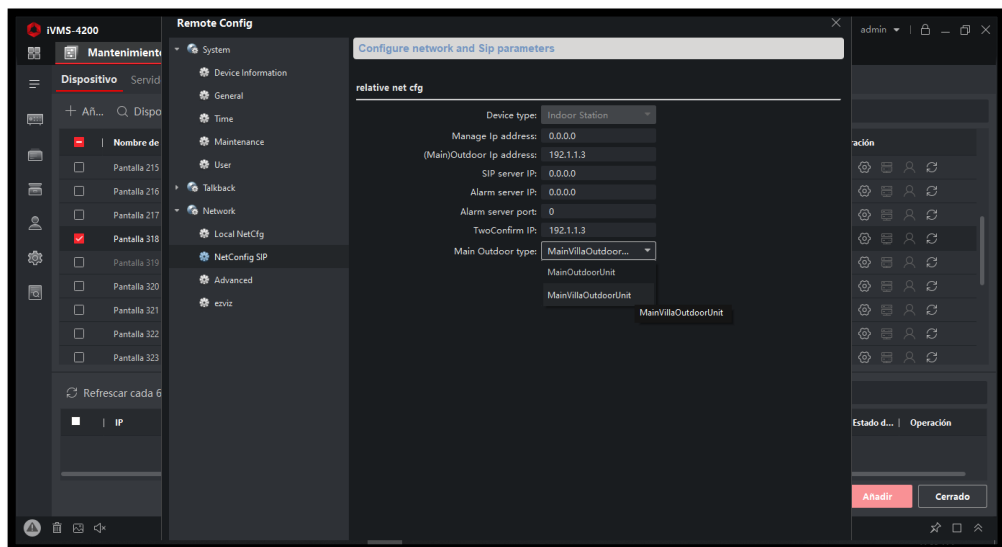 iVMS-4200
Remote Config
admin
Mantenimiento
Dispositivo Servid
Añ... Dispo
Nombre de
ración
Pantalla 215
Pantalla 216
Pantalla 217
Pantalla 318
Pantalla 319
Pantalla 320
Pantalla 321
Pantalla 322
Pantalla 323
Refrescar cada 6
IP
Estado d... | Operación
Añadir
Cerrado
System
Device Information
General
Time
Maintenance
User
Talkback
Network
Local NetCfg
NetConfig SIP
Advanced
ezviz
Configure network and Sip parameters
relative net cfg
Device type: Indoor Station
Manage Ip address: 0.0.0.0
(Main)Outdoor Ip address: 192.1.1.3
SIP server IP: 0.0.0.0
Alarm server IP: 0.0.0.0
Alarm server port: 0
TwoConfirm IP: 192.1.1.3
Main Outdoor type: MainVillaOutdoor...
MainOutdoorUnit
MainVillaOutdoorUnit
MainVillaOutdoorUnit